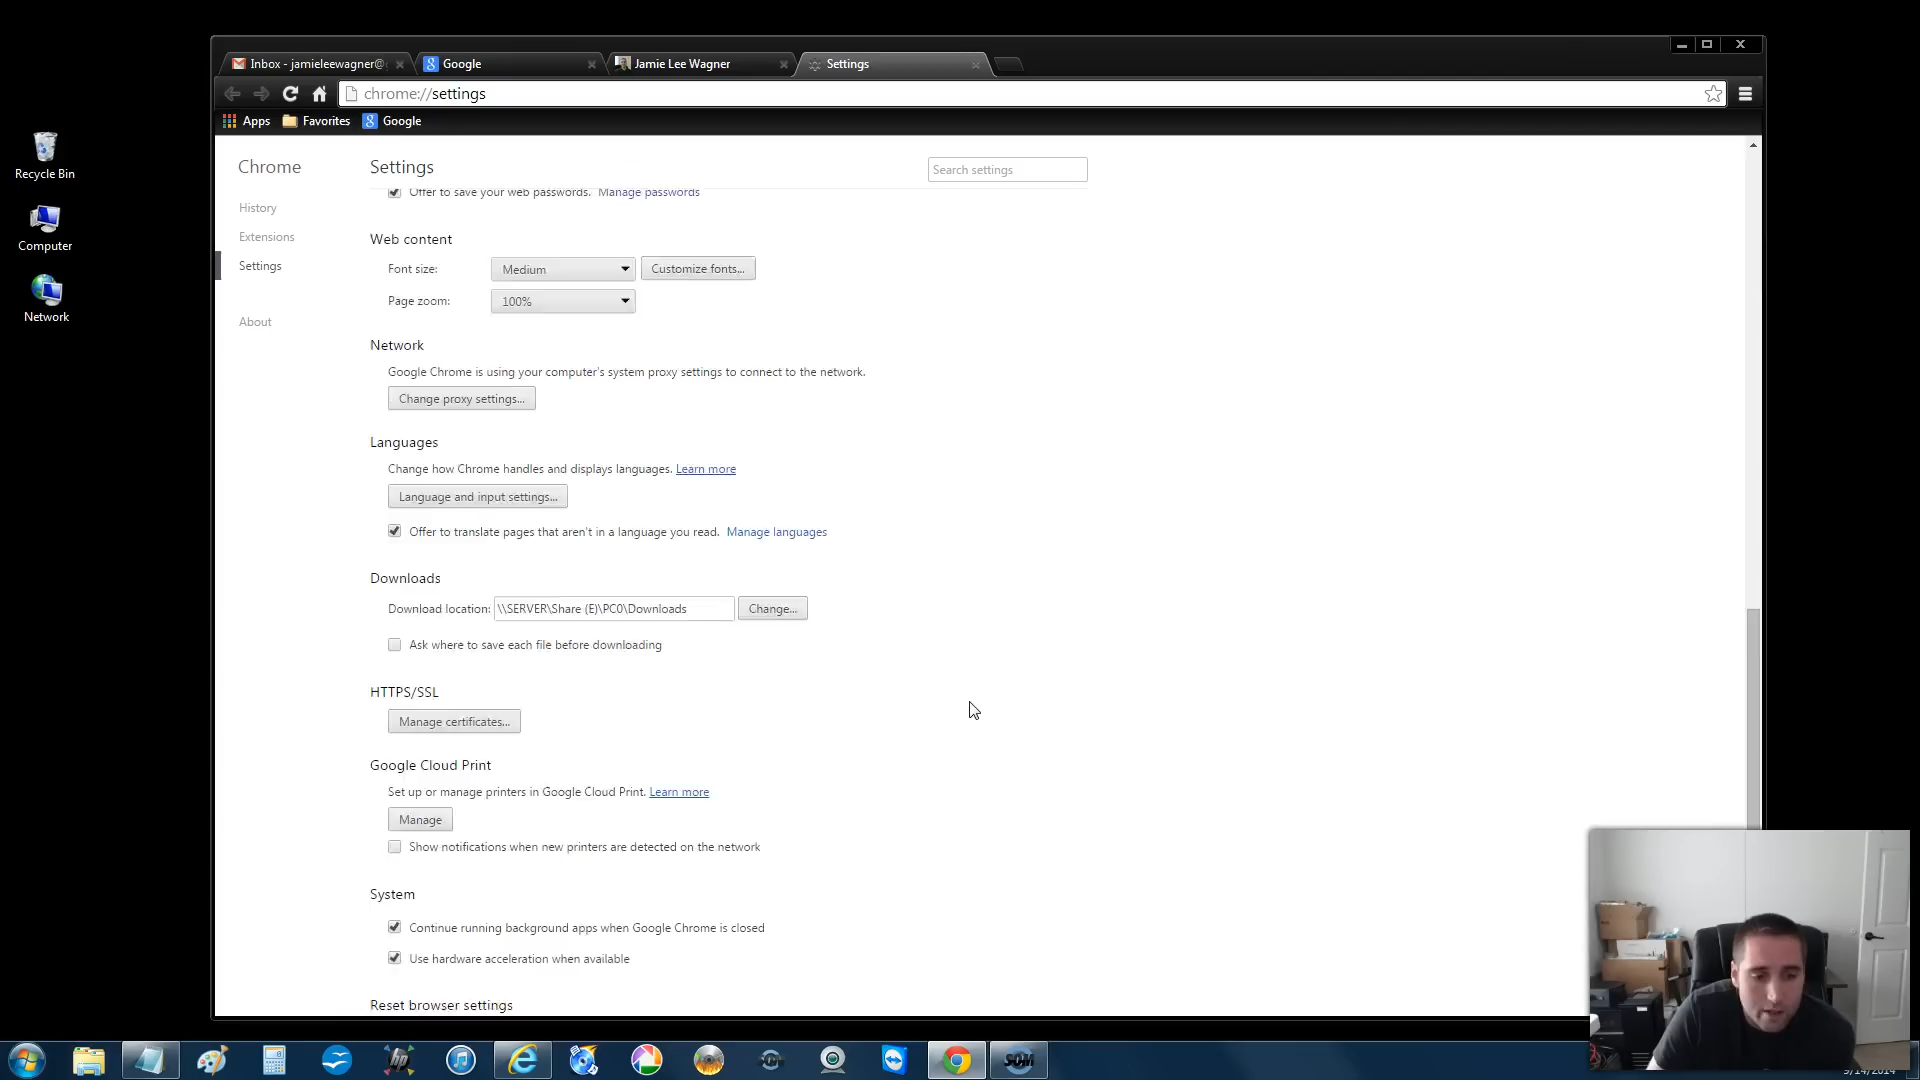 Inbox - jamieleewagner@
Google
Jamie Lee Wagner
Settings
chrome://settings
Apps
Favorites
Google
Recycle Bin
Computer
Network
Chrome
History
Extensions
Settings
About
Settings
Search settings
Offer to save your web passwords. Manage passwords
Web content
Font size: Medium Customize fonts...
Page zoom: 100%
Network
Google Chrome is using your computer's system proxy settings to connect to the network.
Change proxy settings...
Languages
Change how Chrome handles and displays languages. Learn more
Language and input settings...
Offer to translate pages that aren't in a language you read. Manage languages
Downloads
Download location: \\SERVER\Share (E)\PC0\Downloads Change...
Ask where to save each file before downloading
HTTPS/SSL
Manage certificates...
Google Cloud Print
Set up or manage printers in Google Cloud Print. Learn more
Manage
Show notifications when new printers are detected on the network
System
Continue running background apps when Google Chrome is closed
Use hardware acceleration when available
Reset browser settings
hp
SOM
9/14/2014